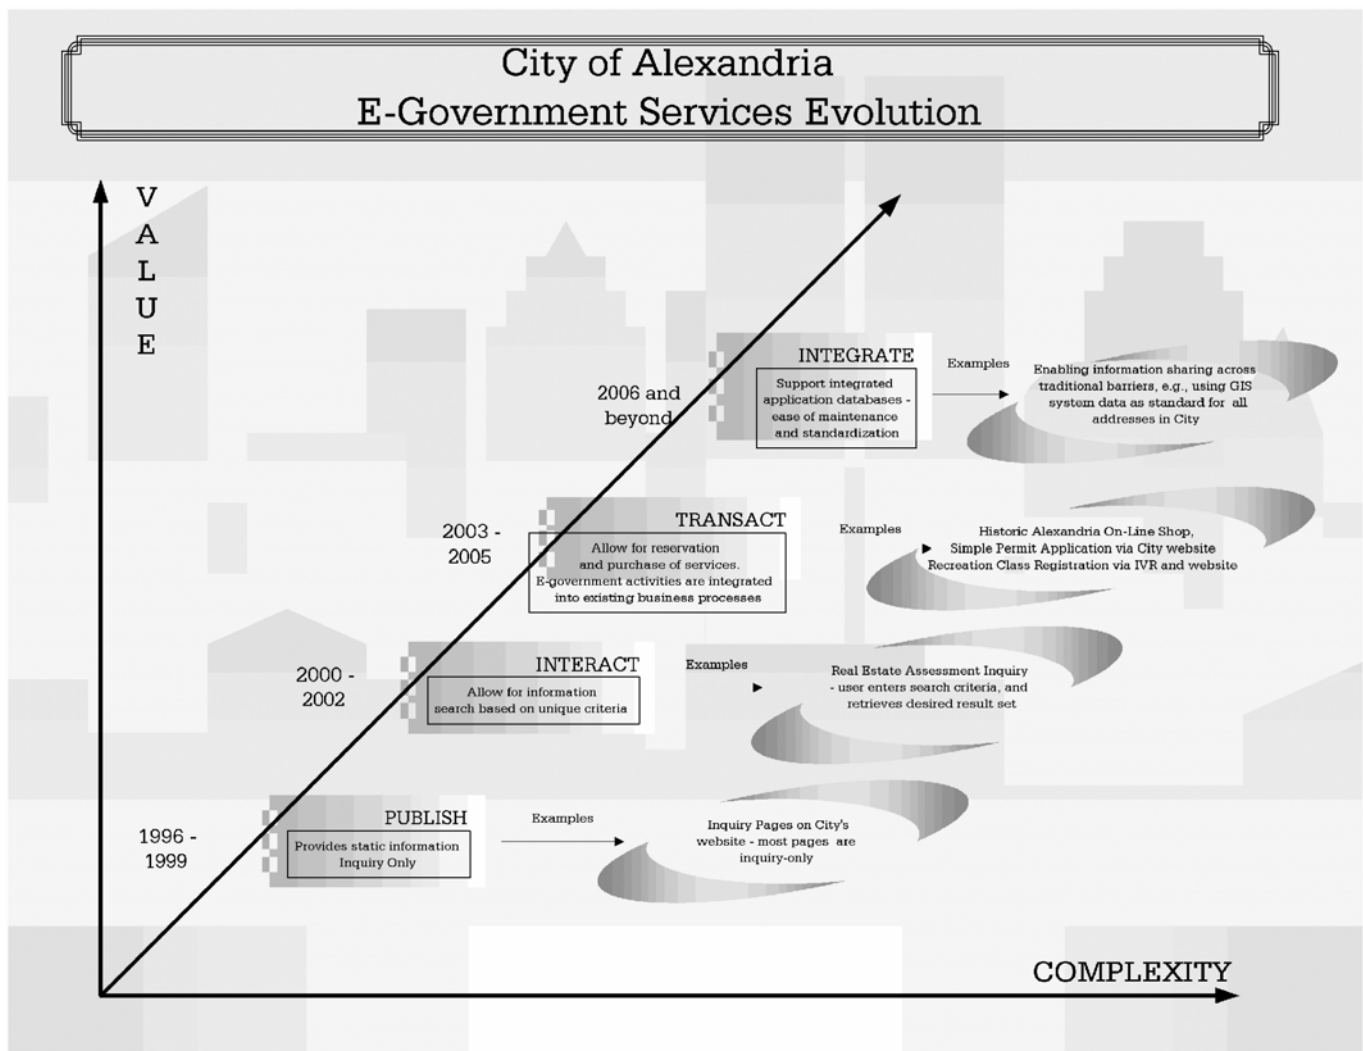 City of Alexandria
E-Government Services Evolution
VALUE
2006 and
beyond
INTEGRATE
Support integrated
application databases -
ease of maintenance
and standardization
Examples
Enabling information sharing across
traditional barriers, e.g., using GIS
system data as standard for all
addresses in City
2003 -
2005
TRANSACT
Allow for reservation
and purchase of services.
E-government activities are integrated
into existing business processes
Examples
Historic Alexandria On-Line Shop,
Simple Permit Application via City website
Recreation Class Registration via IVR and website
2000 -
2002
INTERACT
Allow for information
search based on unique criteria
Examples
Real Estate Assessment Inquiry
- user enters search criteria, and
retrieves desired result set
1996 -
1999
PUBLISH
Provides static information
Inquiry Only
Examples
Inquiry Pages on City's
website - most pages are
inquiry-only
COMPLEXITY